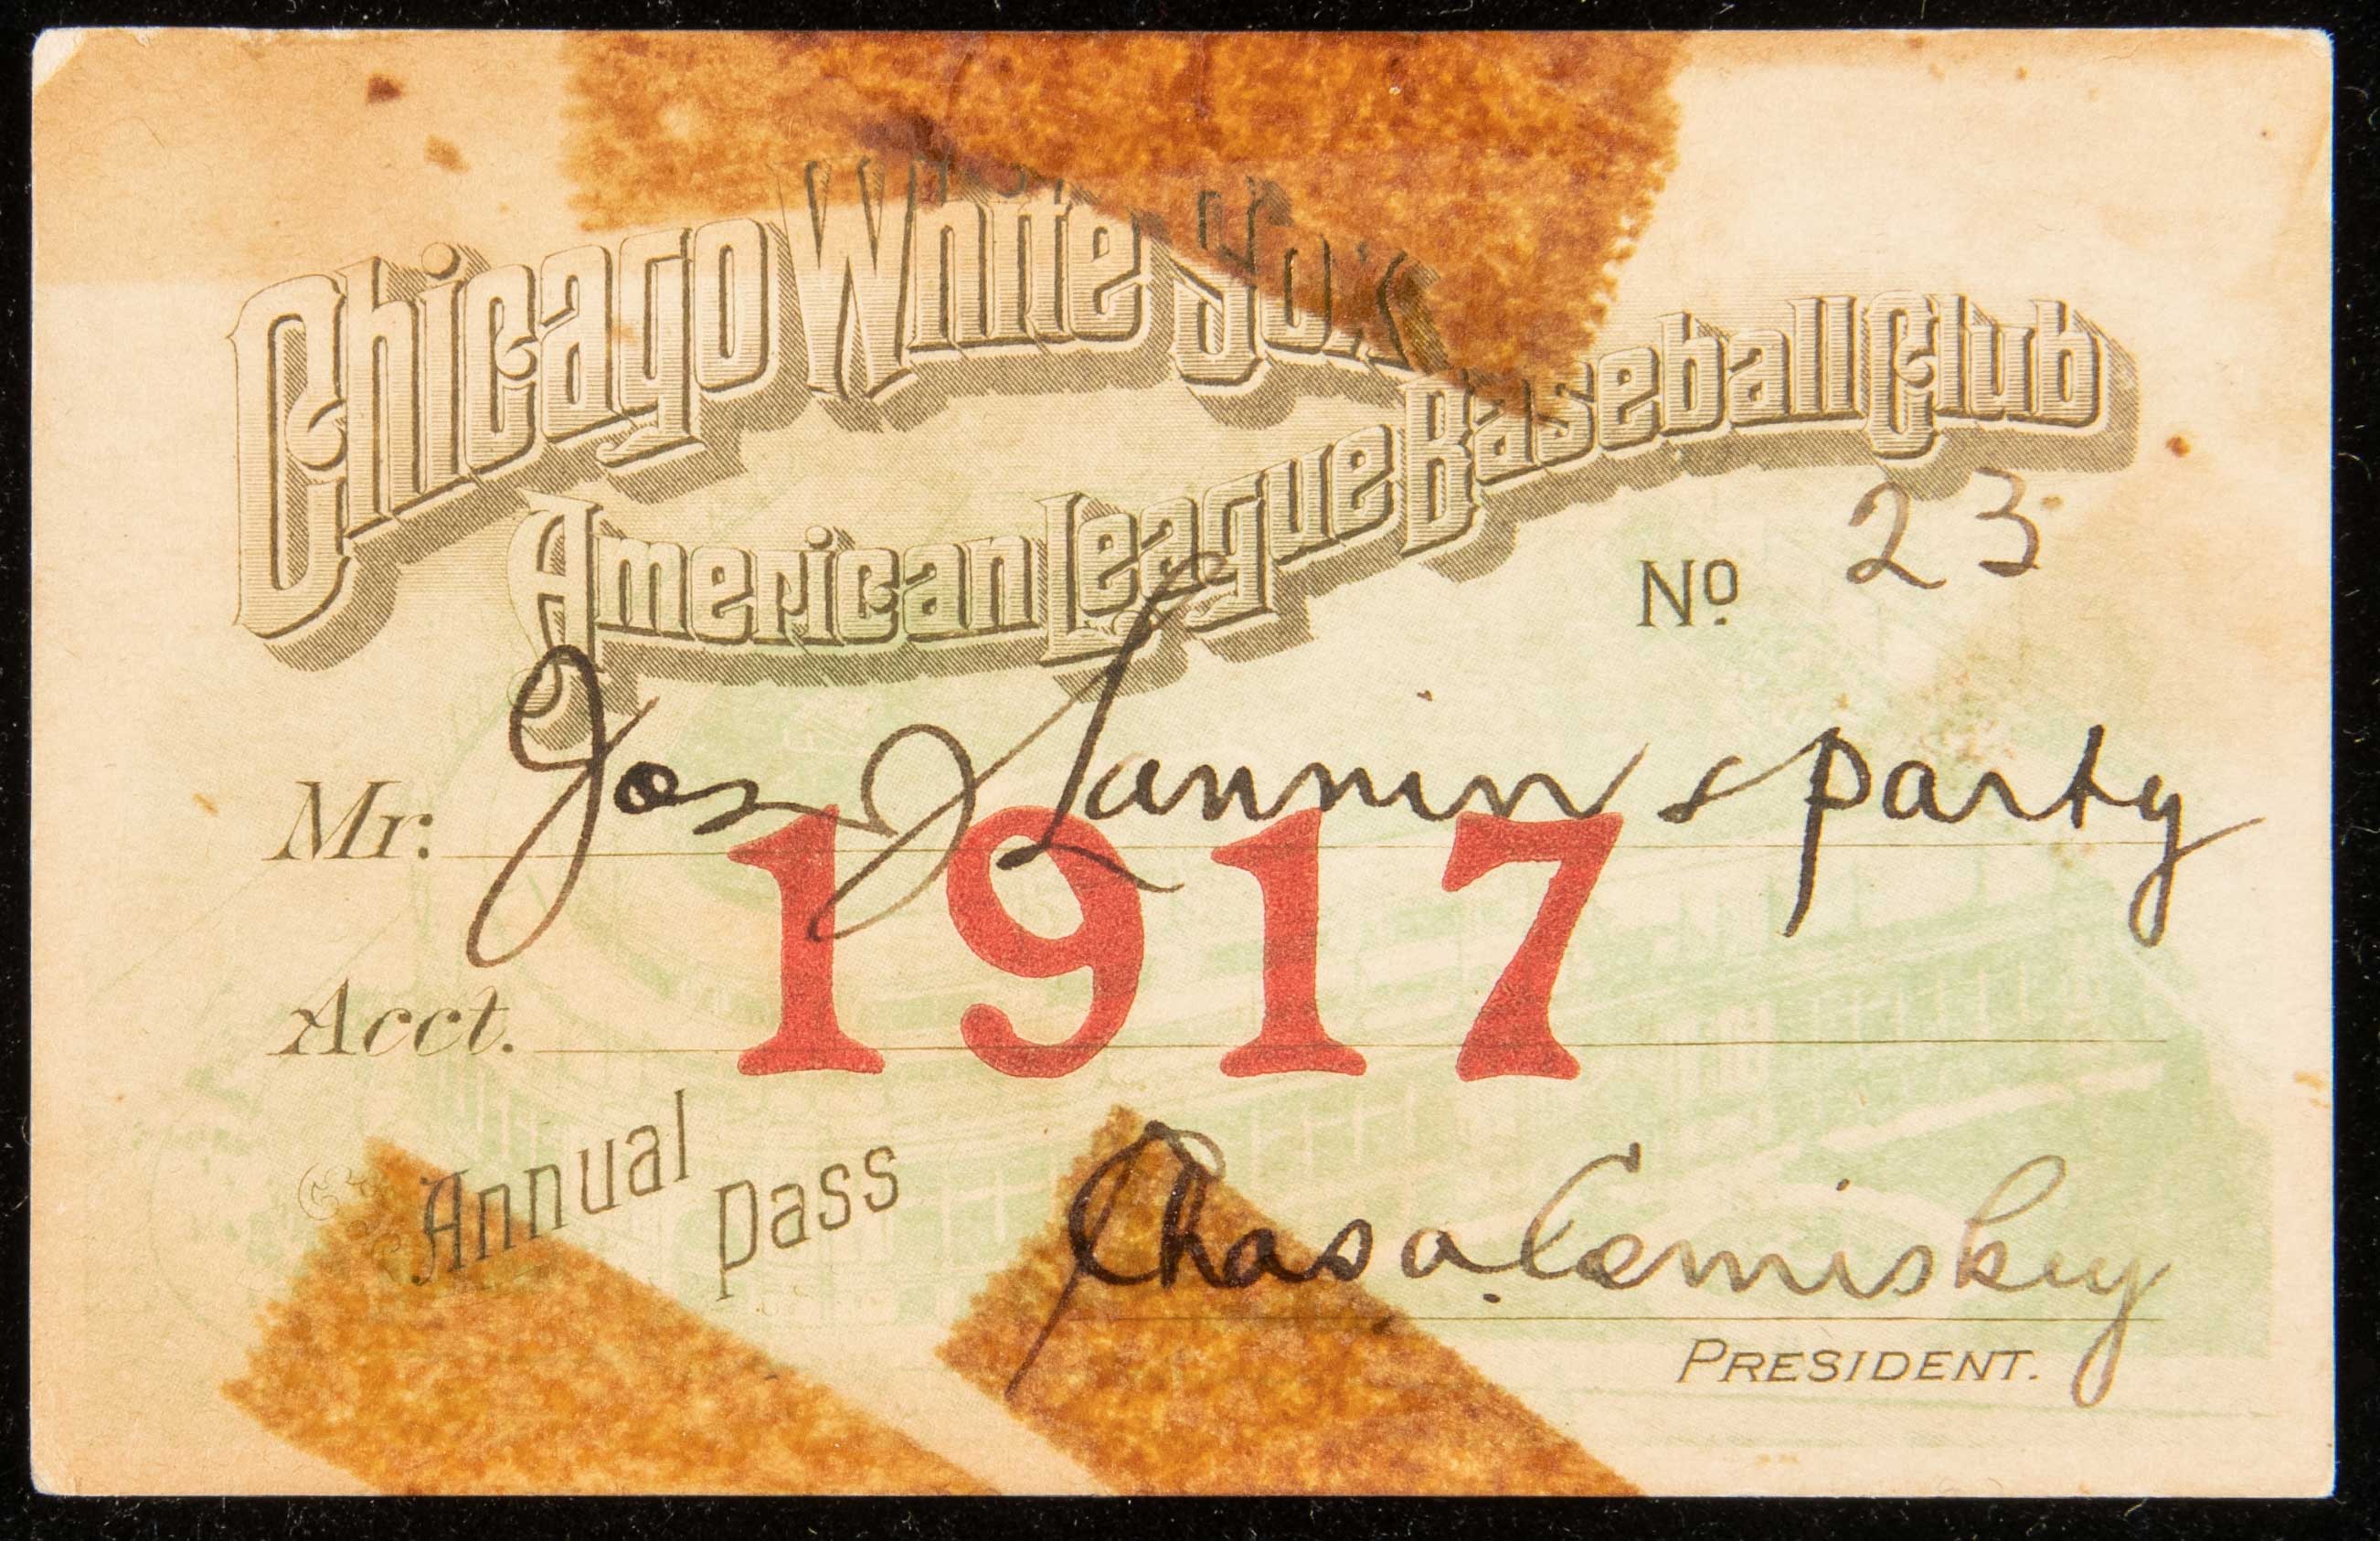 Chicago White Sox
American League Baseball Club
No 23
Mr. Jos J Lannin & party
1917
Acct.
Annual Pass
Chas a. Comiskey
PRESIDENT.